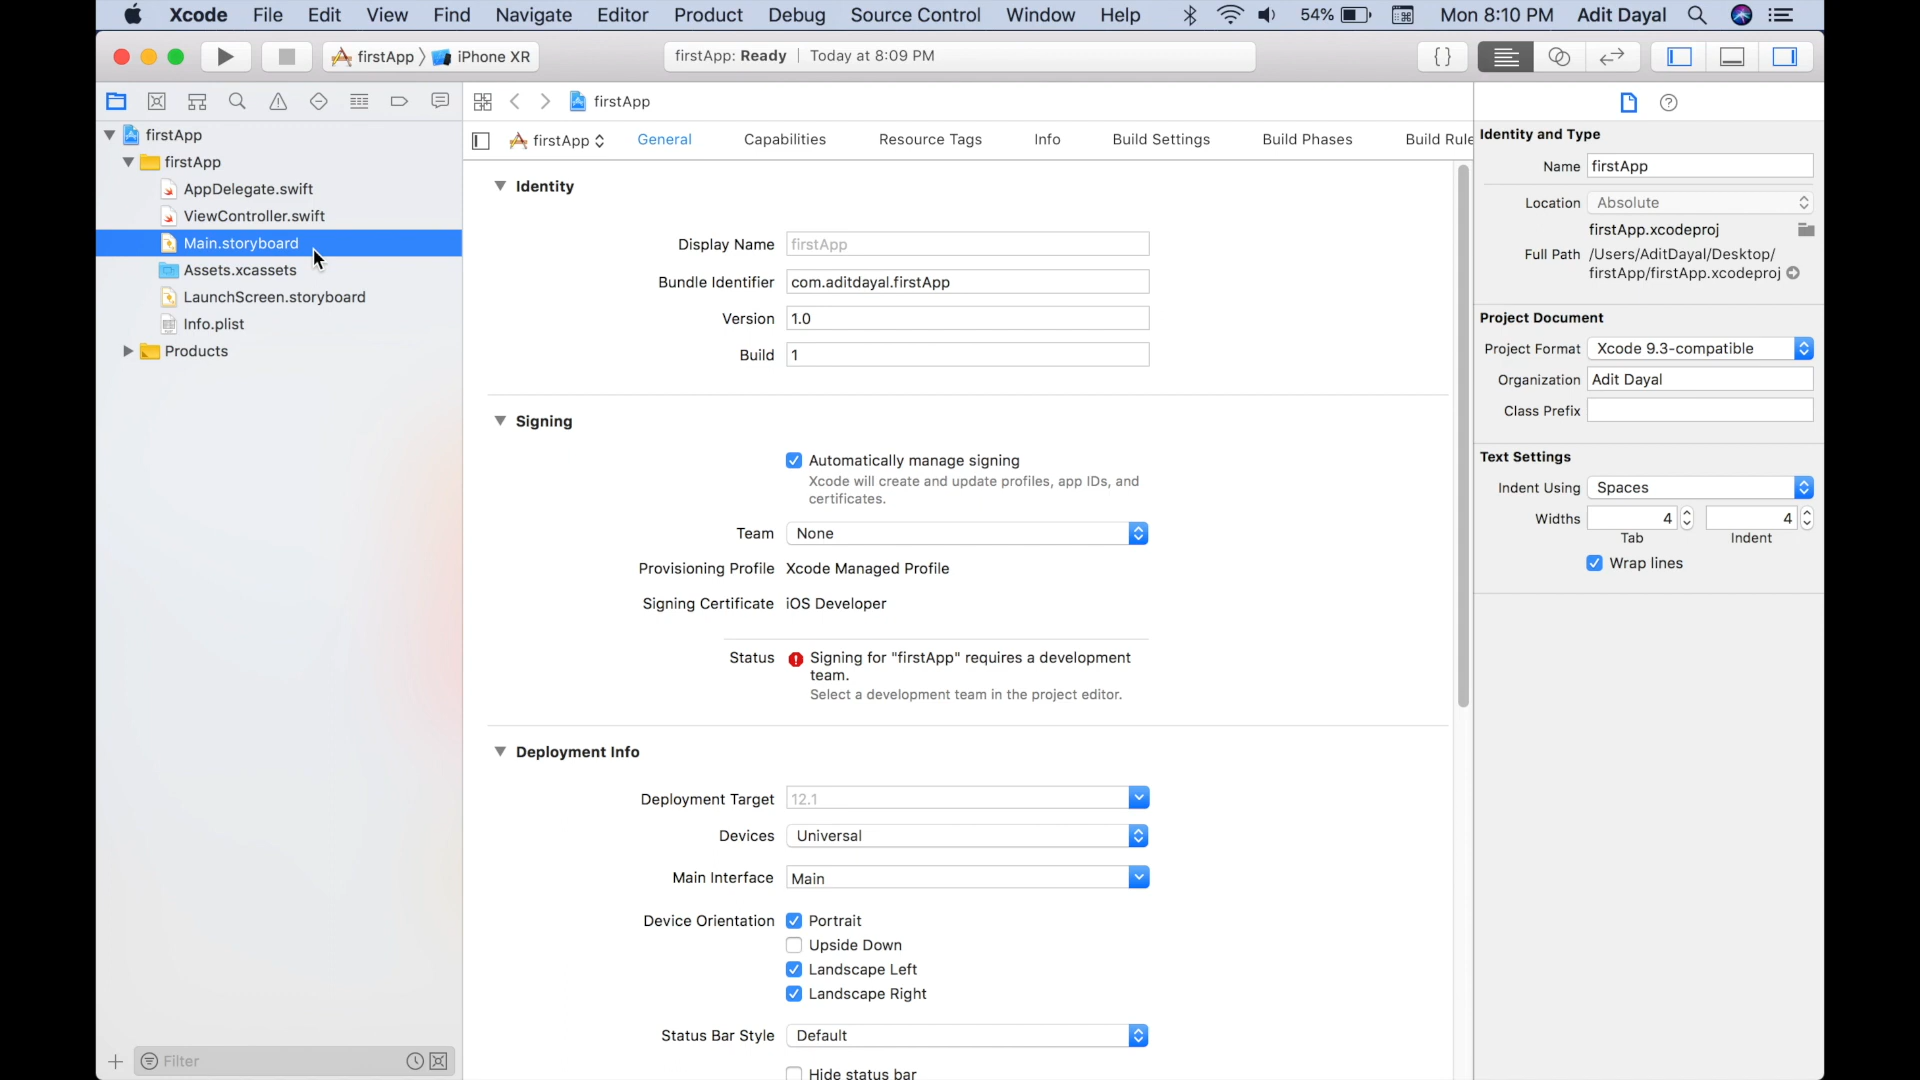 Xcode File Edit View Find Navigate Editor Product Debug Source Control Window Help 54% Mon 8:10 PM Adit Dayal
firstApp iPhone XR firstApp: Ready | Today at 8:09 PM { }
firstApp
firstApp General Capabilities Resource Tags Info Build Settings Build Phases Build Rule
firstApp
firstApp
AppDelegate.swift
ViewController.swift
Main.storyboard
Assets.xcassets
LaunchScreen.storyboard
Info.plist
Products
Filter
Identity
Display Name firstApp
Bundle Identifier com.aditdayal.firstApp
Version 1.0
Build 1
Signing
Automatically manage signing
Xcode will create and update profiles, app IDs, and
certificates.
Team None
Provisioning Profile Xcode Managed Profile
Signing Certificate iOS Developer
Status Signing for "firstApp" requires a development
team.
Select a development team in the project editor.
Deployment Info
Deployment Target 12.1
Devices Universal
Main Interface Main
Device Orientation Portrait
Upside Down
Landscape Left
Landscape Right
Status Bar Style Default
Hide status bar
Identity and Type
Name firstApp
Location Absolute
firstApp.xcodeproj
Full Path /Users/AditDayal/Desktop/
firstApp/firstApp.xcodeproj
Project Document
Project Format Xcode 9.3-compatible
Organization Adit Dayal
Class Prefix
Text Settings
Indent Using Spaces
Widths 4 4
Tab Indent
Wrap lines